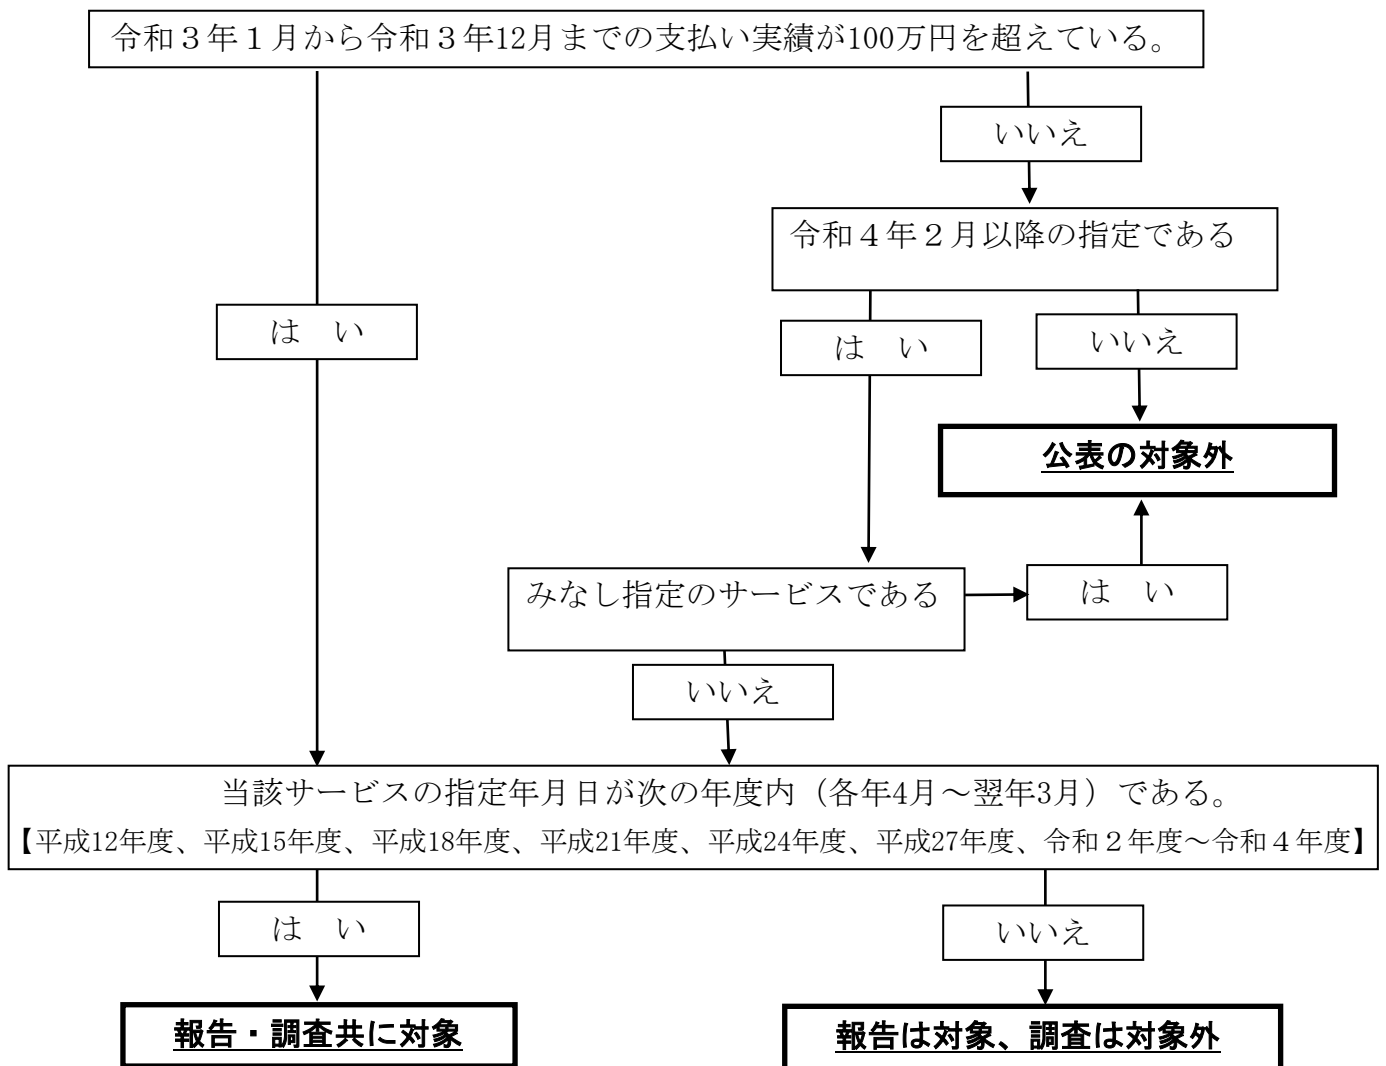 令和３年１月から令和３年12月までの支払い実績が100万円を超えている。
いいえ
令和４年２月以降の指定である
は　い
は　い
いいえ
公表の対象外
みなし指定のサービスである
は　い
いいえ
当該サービスの指定年月日が次の年度内（各年4月～翌年3月）である。
【平成12年度、平成15年度、平成18年度、平成21年度、平成24年度、平成27年度、令和２年度～令和４年度】
は　い
いいえ
報告・調査共に対象
報告は対象、調査は対象外